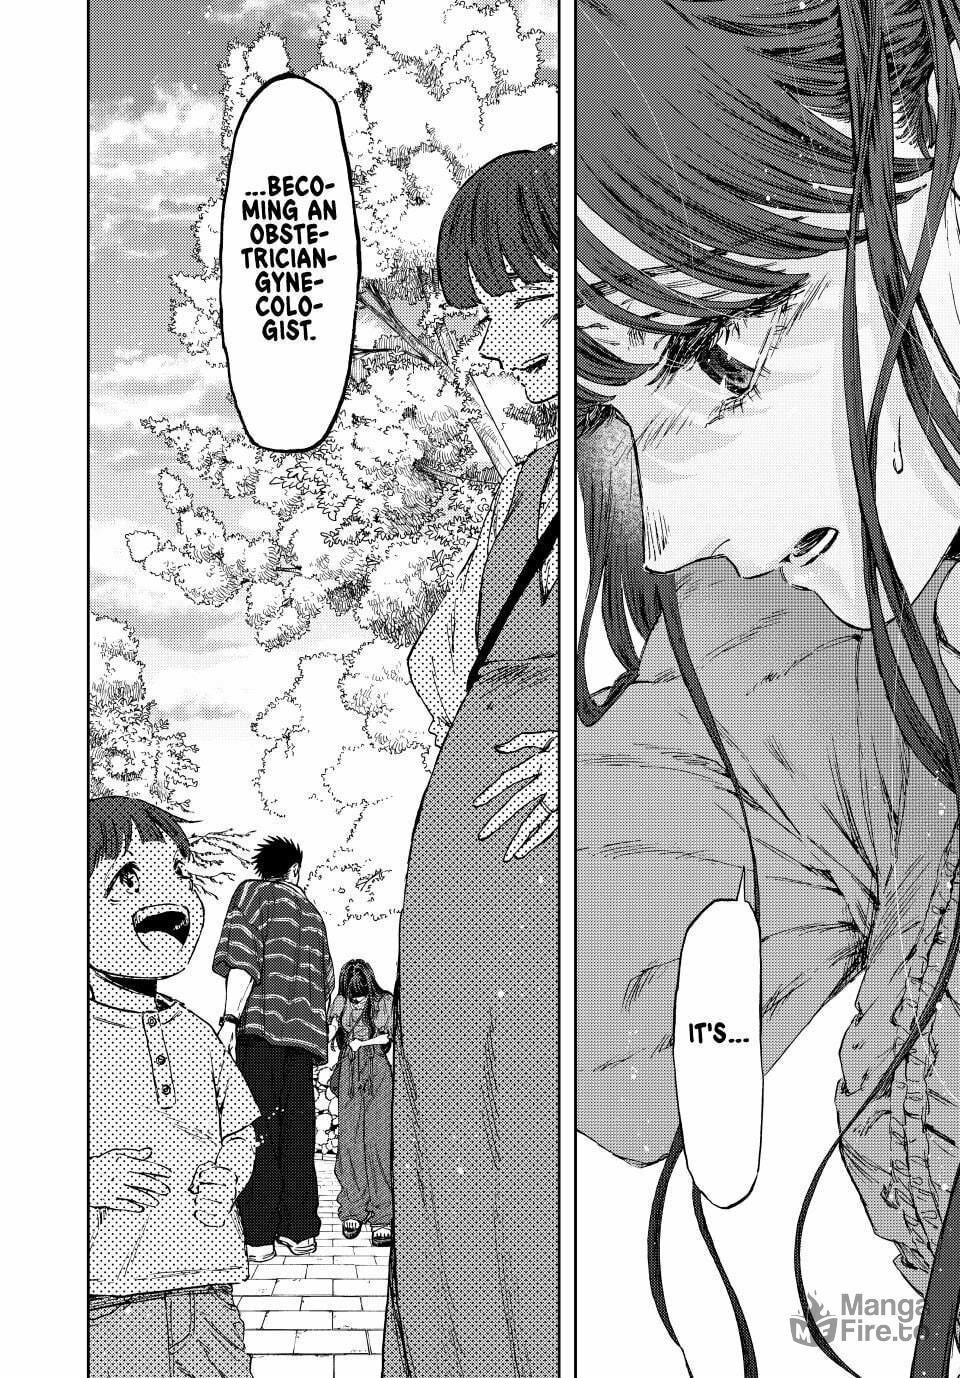 IT'S...
...BECO-
MING AN
OBSTE-
TRICIAN-
GYNE-
COLO-
GIST.
Manga
Fire.to